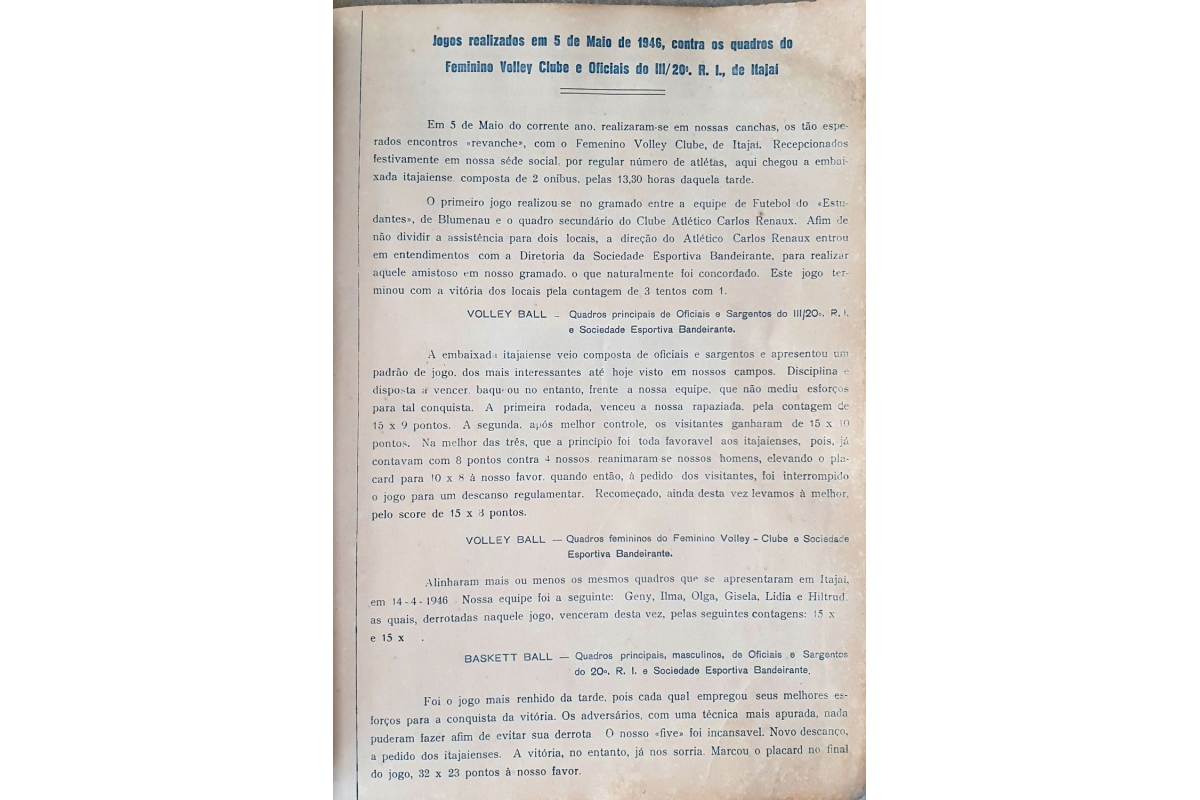 Jogos realizados em 5 de Maio de 1946, contra os quadros do
Feminino Volley Clube e Oficiais do III/20º. R. I., de Itajaí
Em 5 de Maio do corrente ano, realizaram-se em nossas canchas, os tão espe-
rados encontros «revanche», com o Femenino Volley Clube, de Itajaí. Recepcionados
festivamente em nossa séde social, por regular número de atlétas, aqui chegou a embai-
xada itajaiense, composta de 2 onibus, pelas 13,30 horas daquela tarde.
O primeiro jogo realizou-se no gramado entre a equipe de Futebol do «Estu-
dantes», de Blumenau e o quadro secundário do Clube Atlético Carlos Renaux. Afim de
não dividir a assistência para dois locais, a direção do Atlético Carlos Renaux entrou
em entendimentos com a Diretoria da Sociedade Esportiva Bandeirante, para realizar
aquele amistoso em nosso gramado, o que naturalmente foi concordado. Este jogo ter-
minou com a vitória dos locais pela contagem de 3 tentos com 1.
VOLLEY BALL — Quadros principais de Oficiais e Sargentos do III/20º. R. I.
e Sociedade Esportiva Bandeirante.
A embaixada itajaiense veio composta de oficiais e sargentos e apresentou um
padrão de jogo, dos mais interessantes até hoje visto em nossos campos. Disciplina e
disposta a vencer, baqueou no entanto, frente a nossa equipe, que não mediu esforços
para tal conquista. A primeira rodada, venceu a nossa rapaziada, pela contagem de
15 x 9 pontos. A segunda, após melhor controle, os visitantes ganharam de 15 x 10
pontos. Na melhor das três, que a princípio foi toda favoravel aos itajaienses, pois, já
contavam com 8 pontos contra 4 nossos, reanimaram-se nossos homens, elevando o pla-
card para 10 x 8 à nosso favor, quando então, à pedido dos visitantes, foi interrompido
o jogo para um descanso regulamentar. Recomeçado, ainda desta vez levamos à melhor,
pelo score de 15 x 8 pontos.
VOLLEY BALL — Quadros femininos do Feminino Volley - Clube e Sociedade
Esportiva Bandeirante.
Alinharam mais ou menos os mesmos quadros que se apresentaram em Itajaí,
em 14-4-1946 Nossa equipe foi a seguinte: Geny, Ilma, Olga, Gisela, Lidia e Hiltrud,
as quais, derrotadas naquele jogo, venceram desta vez, pelas seguintes contagens: 15 x
e 15 x .
BASKETT BALL — Quadros principais, masculinos, de Oficiais e Sargentos
do 20º. R. I. e Sociedade Esportiva Bandeirante.
Foi o jogo mais renhido da tarde, pois cada qual empregou seus melhores es-
forços para a conquista da vitória. Os adversários, com uma técnica mais apurada, nada
puderam fazer afim de evitar sua derrota O nosso «five» foi incansavel. Novo descanço,
a pedido dos itajaienses. A vitória, no entanto, já nos sorria. Marcou o placard no final
do jogo, 32 x 23 pontos à nosso favor.